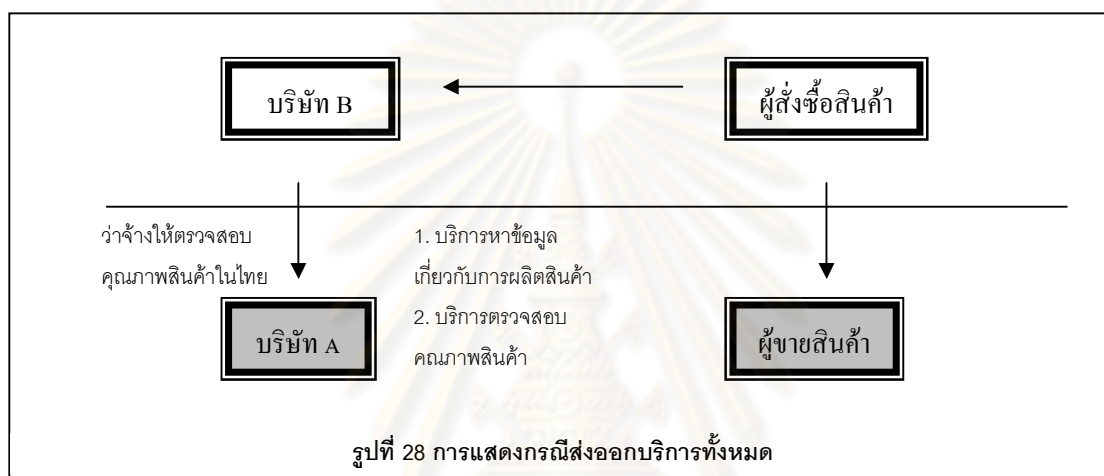 บริษัท B
ผู้สั่งซื้อสินค้า
ว่าจ้างให้ตรวจสอบ
คุณภาพสินค้าในไทย
1. บริการหาข้อมูล
เกี่ยวกับการผลิตสินค้า
2. บริการตรวจสอบ
คณภาพสินค้า
บริษัท A
ผู้ขายสินค้า
รูปที่ 28 การแสดงกรณีส่งออกบริการทั้งหมด